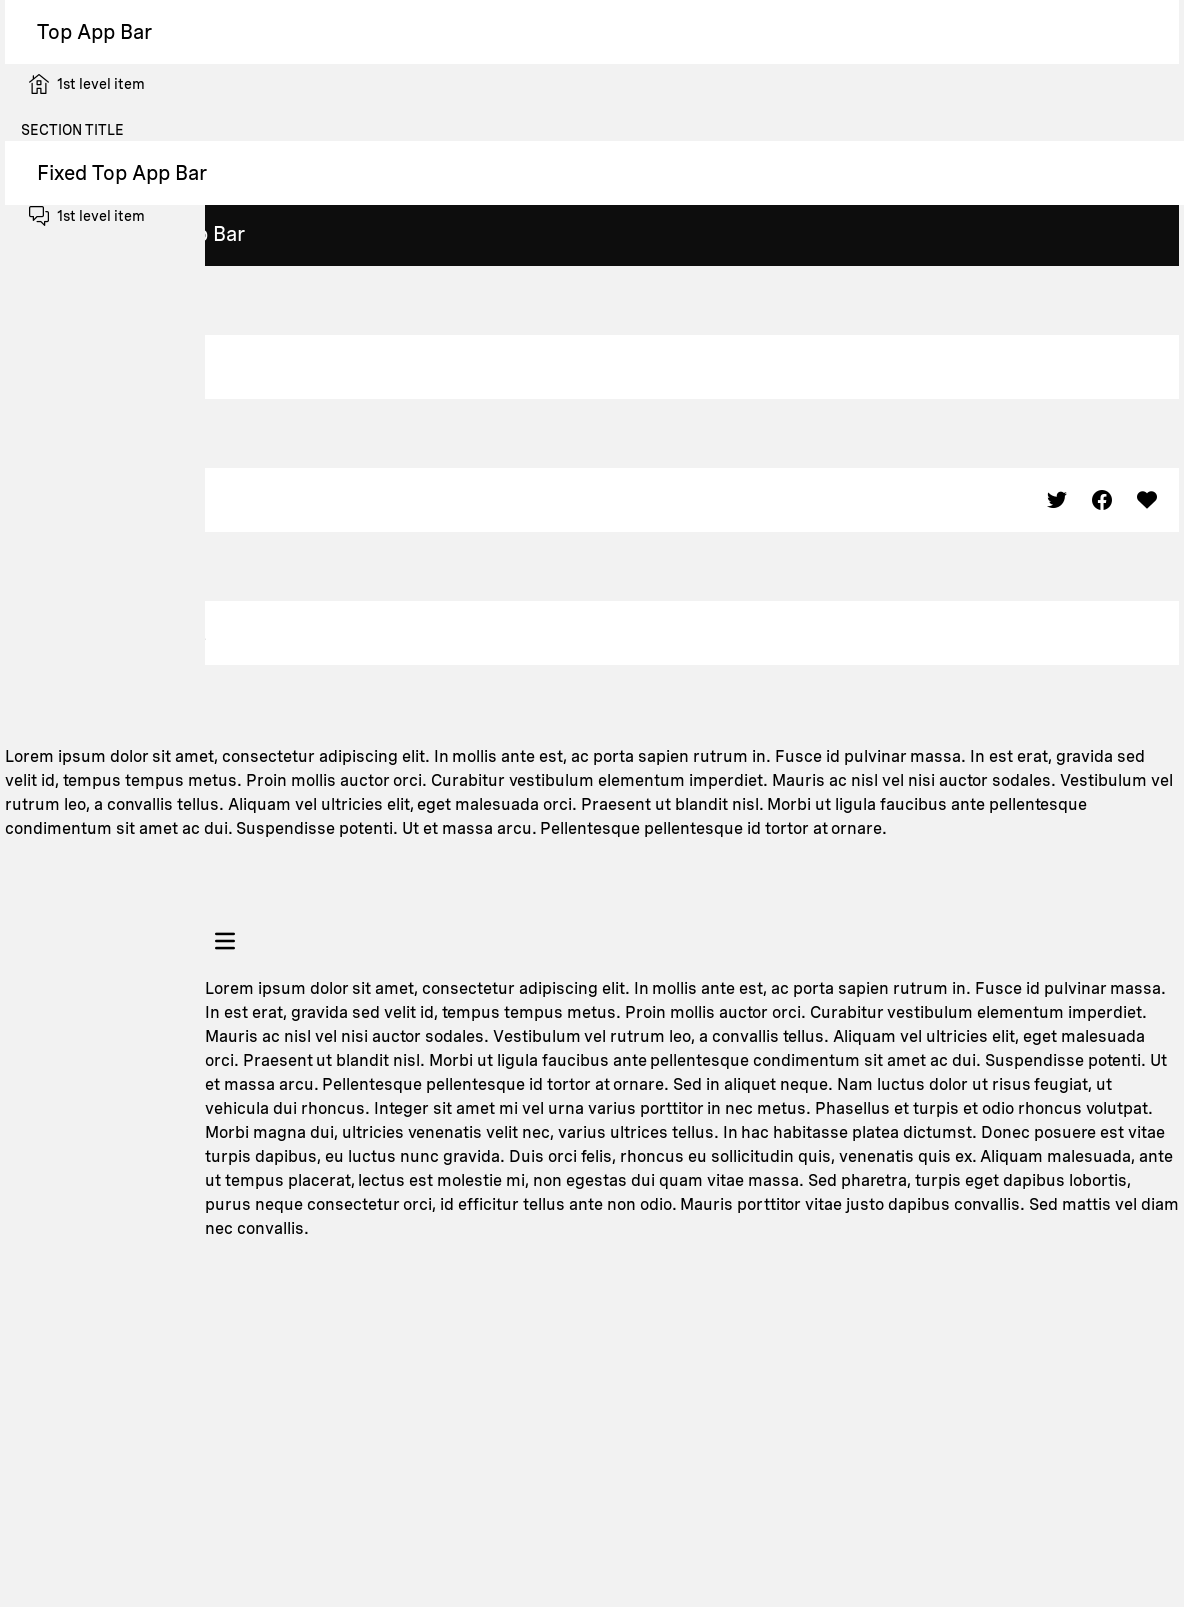 Top App Bar
1st level item
SECTION TITLE
Fixed Top App Bar
1st level item
Bar
Lorem ipsum dolor sit amet, consectetur adipiscing elit. In mollis ante est, ac porta sapien rutrum in. Fusce id pulvinar massa. In est erat, gravida sed
velit id, tempus tempus metus. Proin mollis auctor orci. Curabitur vestibulum elementum imperdiet. Mauris ac nisl vel nisi auctor sodales. Vestibulum vel
rutrum leo, a convallis tellus. Aliquam vel ultricies elit, eget malesuada orci. Praesent ut blandit nisl. Morbi ut ligula faucibus ante pellentesque
condimentum sit amet ac dui. Suspendisse potenti. Ut et massa arcu. Pellentesque pellentesque id tortor at ornare.
Lorem ipsum dolor sit amet, consectetur adipiscing elit. In mollis ante est, ac porta sapien rutrum in. Fusce id pulvinar massa.
In est erat, gravida sed velit id, tempus tempus metus. Proin mollis auctor orci. Curabitur vestibulum elementum imperdiet.
Mauris ac nisl vel nisi auctor sodales. Vestibulum vel rutrum leo, a convallis tellus. Aliquam vel ultricies elit, eget malesuada
orci. Praesent ut blandit nisl. Morbi ut ligula faucibus ante pellentesque condimentum sit amet ac dui. Suspendisse potenti. Ut
et massa arcu. Pellentesque pellentesque id tortor at ornare. Sed in aliquet neque. Nam luctus dolor ut risus feugiat, ut
vehicula dui rhoncus. Integer sit amet mi vel urna varius porttitor in nec metus. Phasellus et turpis et odio rhoncus volutpat.
Morbi magna dui, ultricies venenatis velit nec, varius ultrices tellus. In hac habitasse platea dictumst. Donec posuere est vitae
turpis dapibus, eu luctus nunc gravida. Duis orci felis, rhoncus eu sollicitudin quis, venenatis quis ex. Aliquam malesuada, ante
ut tempus placerat, lectus est molestie mi, non egestas dui quam vitae massa. Sed pharetra, turpis eget dapibus lobortis,
purus neque consectetur orci, id efficitur tellus ante non odio. Mauris porttitor vitae justo dapibus convallis. Sed mattis vel diam
nec convallis.